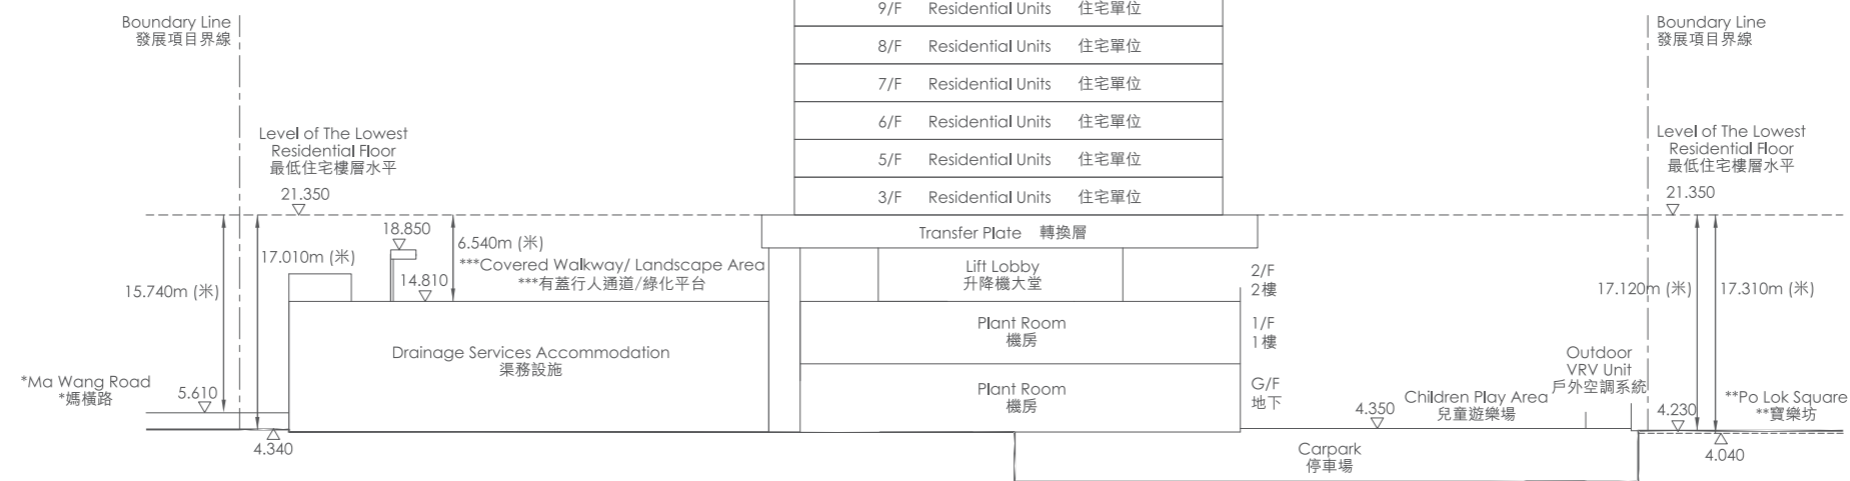 9/F Residential Units 住宅單位
Boundary Line
發展項目界線
Boundary Line
發展項目界線
8/F Residential Units 住宅單位
7/F Residential Units 住宅單位
6/F Residential Units 住宅單位
5/F Residential Units 住宅單位
3/F Residential Units 住宅單位
Level of The Lowest
Residential Floor
最低住宅樓層水平
21.350
Level of The Lowest
Residential Floor
最低住宅樓層水平
21.350
Transfer Plate 轉換層
18.850
6.540m (米)
17.010m (米)
***Covered Walkway/ Landscape Area
***有蓋行人通道/綠化平台
14.810
15.740m (米)
Lift Lobby
升降機大堂
2/F
2樓
17.120m (米)
17.310m (米)
Plant Room
機房
1/F
1樓
Drainage Services Accommodation
渠務設施
Outdoor
VRV Unit
戶外空調系統
*Ma Wang Road
*媽橫路
5.610
Plant Room
機房
G/F
地下
Children Play Area
兒童遊樂場
4.350
4.230
**Po Lok Square
**寶樂坊
4.340
Carpark
停車場
4.040